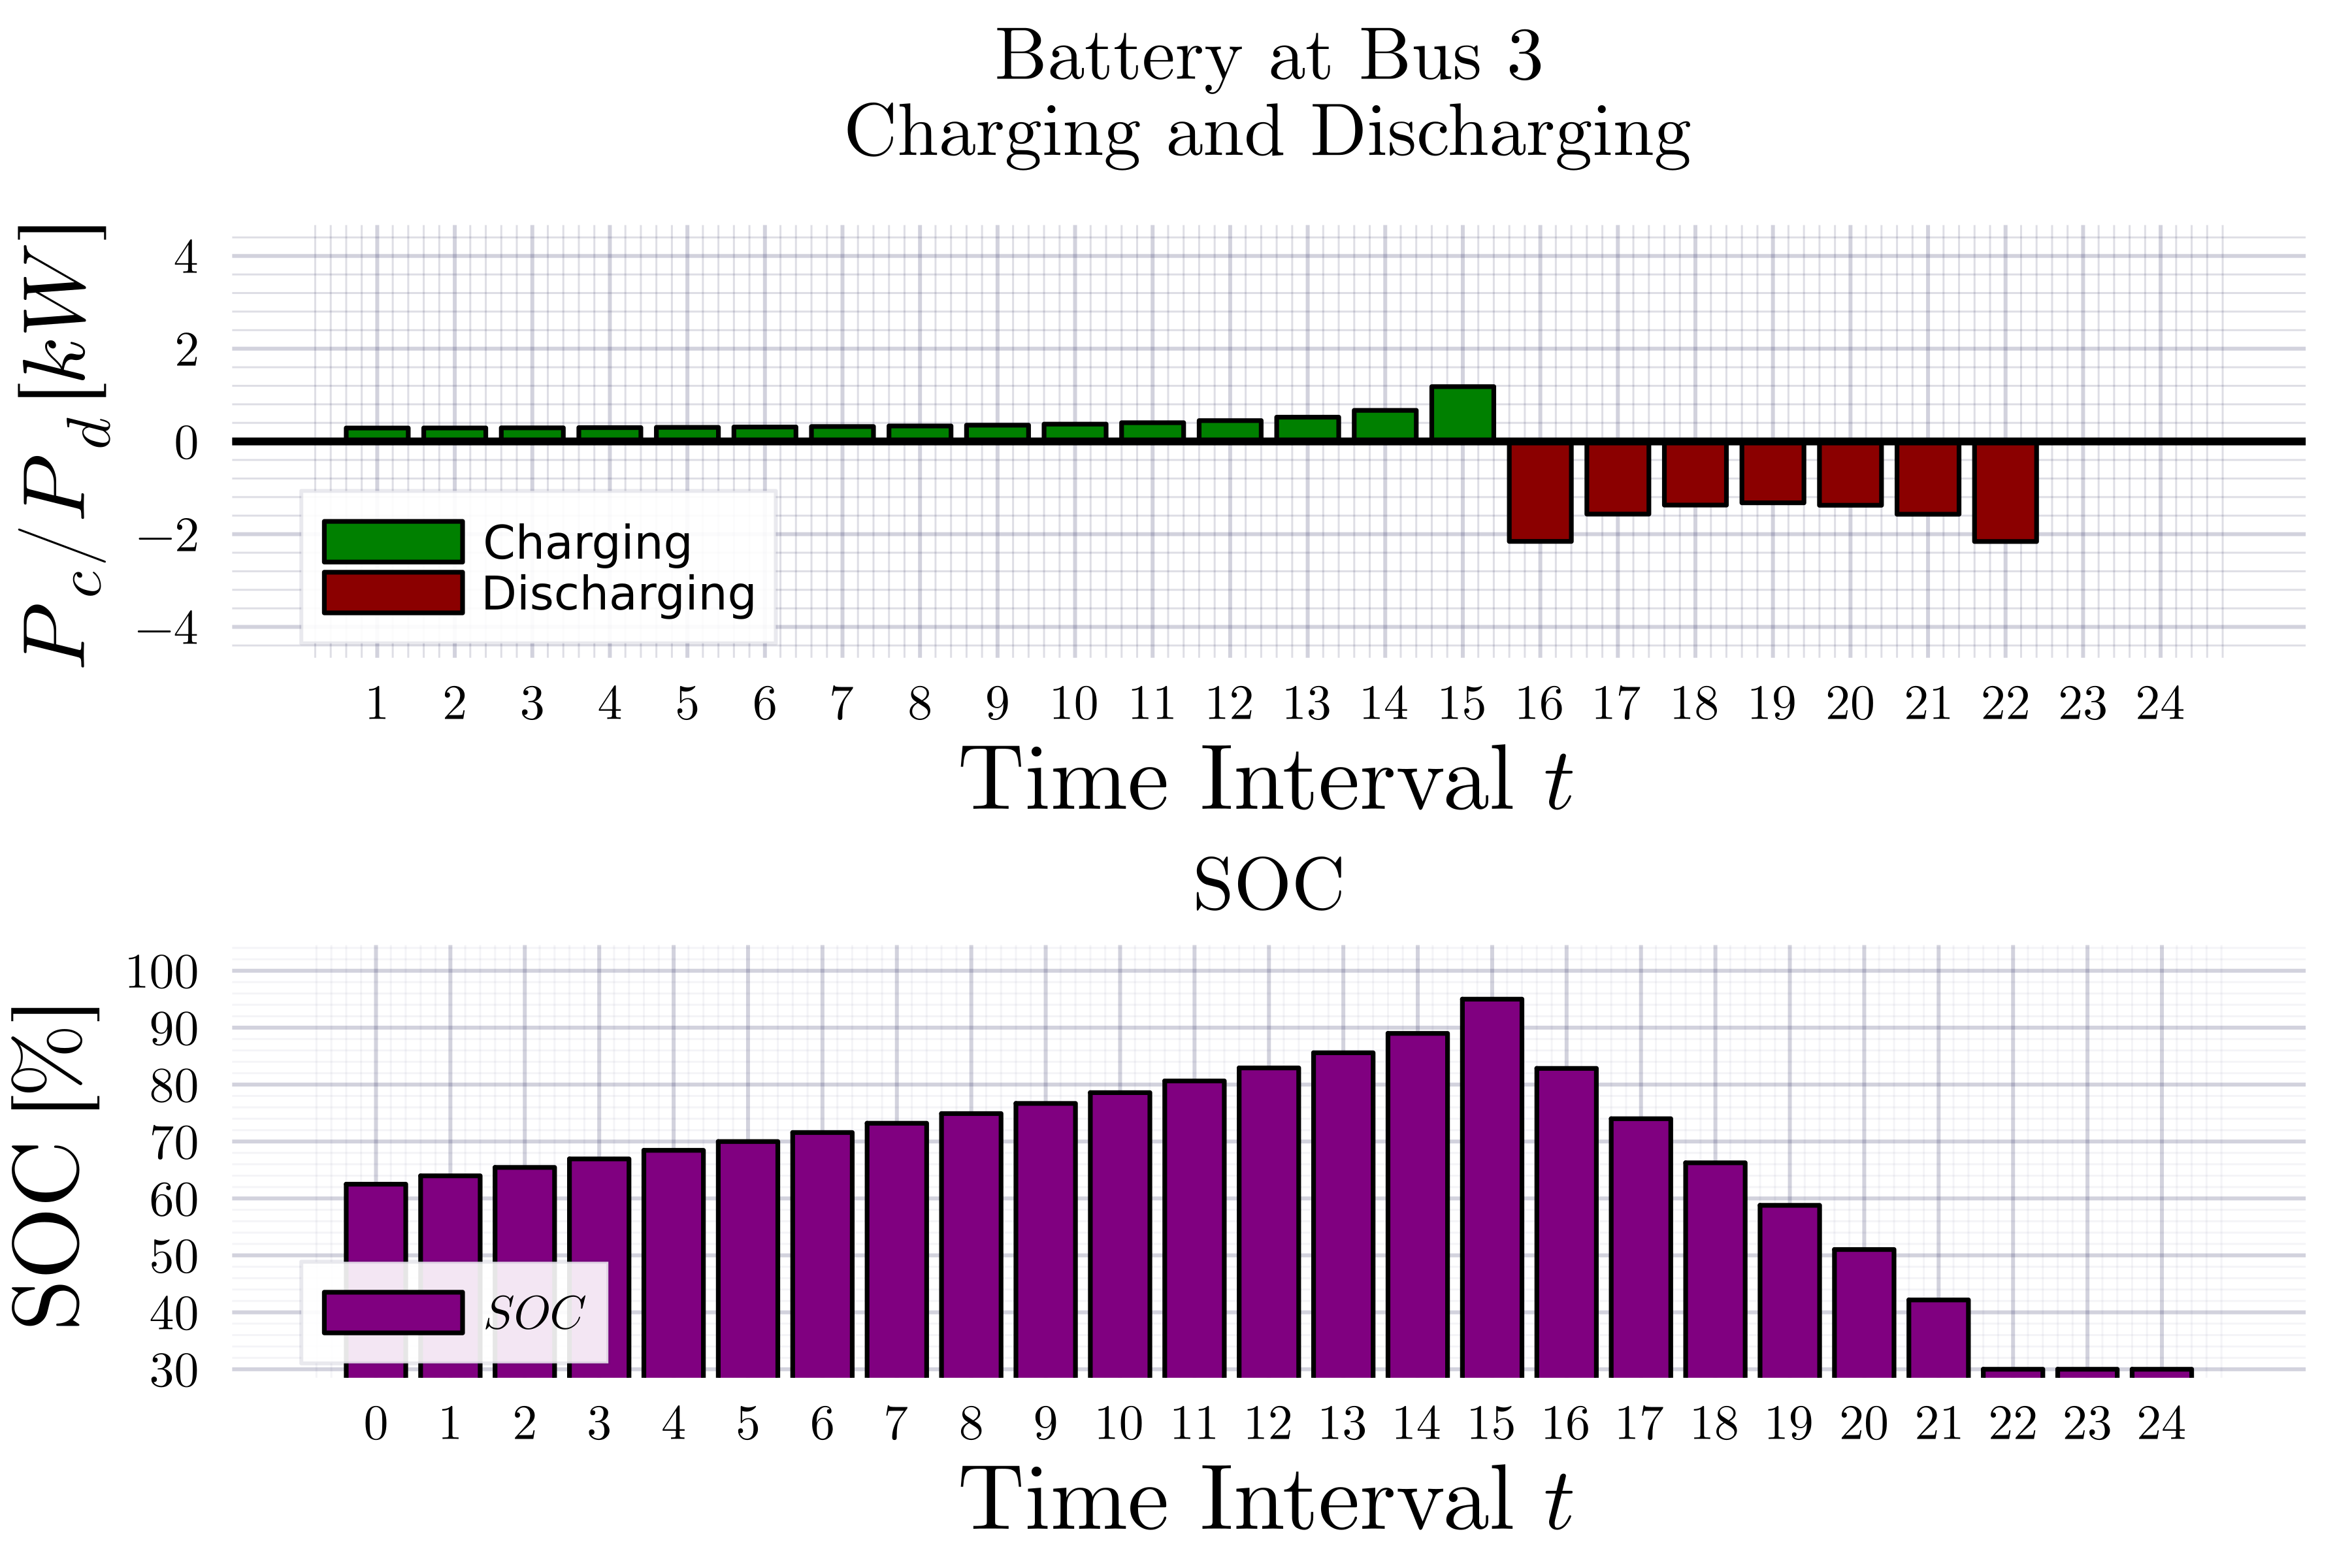 Battery at Bus 3
Charging and Discharging
P_c/P_d [kW]
4
2
0
−2
−4
Charging
Discharging
1 2 3 4 5 6 7 8 9 10 11 12 13 14 15 16 17 18 19 20 21 22 23 24
Time Interval t
SOC
SOC [%]
100
90
80
70
60
50
40
30
SOC
0 1 2 3 4 5 6 7 8 9 10 11 12 13 14 15 16 17 18 19 20 21 22 23 24
Time Interval t